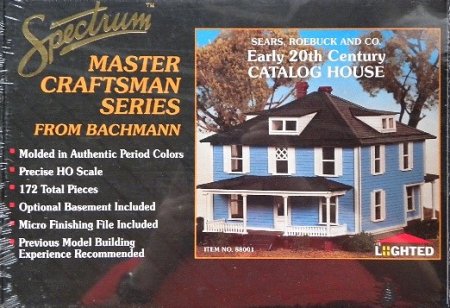 Spectrum™
MASTER
CRAFTSMAN
SERIES
FROM BACHMANN
Molded in Authentic Period Colors
Precise HO Scale
172 Total Pieces
Optional Basement Included
Micro Finishing File Included
Previous Model Building
Experience Recommended
SEARS, ROEBUCK AND CO.
Early 20th Century
CATALOG HOUSE
ITEM NO. 88001
LIGHTED